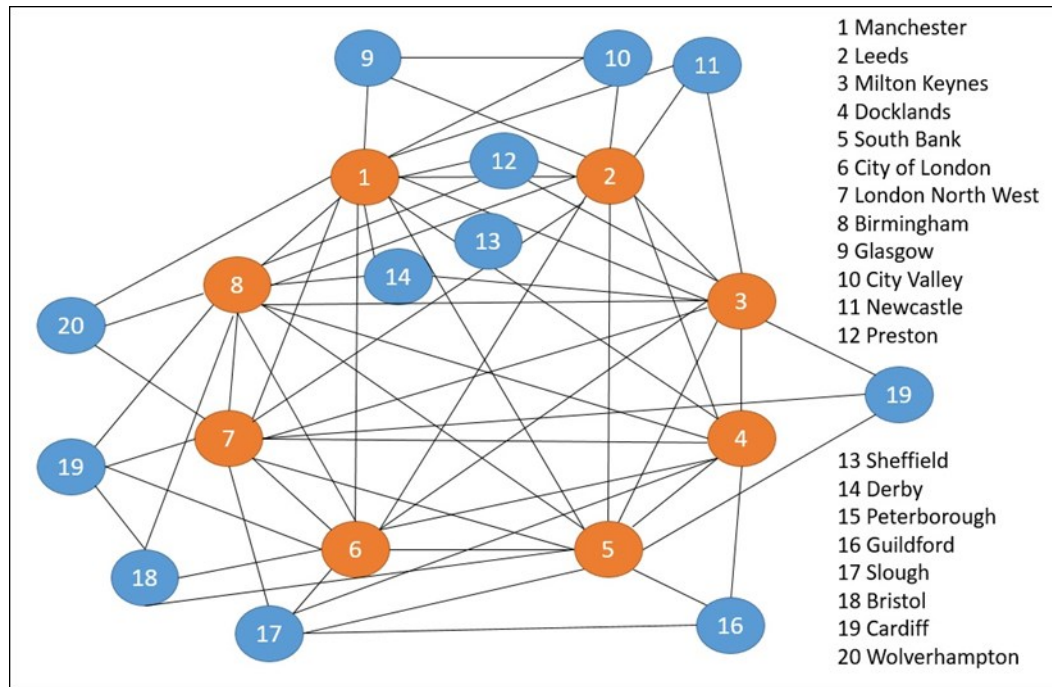 9
10
11
12
1
2
13
8
14
3
20
19
7
4
19
6
5
18
17
16
1 Manchester
2 Leeds
3 Milton Keynes
4 Docklands
5 South Bank
6 City of London
7 London North West
8 Birmingham
9 Glasgow
10 City Valley
11 Newcastle
12 Preston
13 Sheffield
14 Derby
15 Peterborough
16 Guildford
17 Slough
18 Bristol
19 Cardiff
20 Wolverhampton